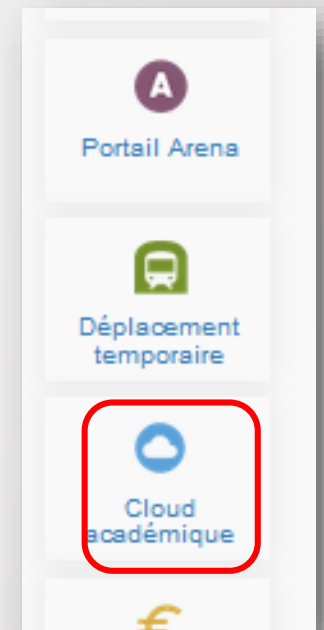 A
Portail Arena
Déplacement
temporaire
Cloud
académique
€